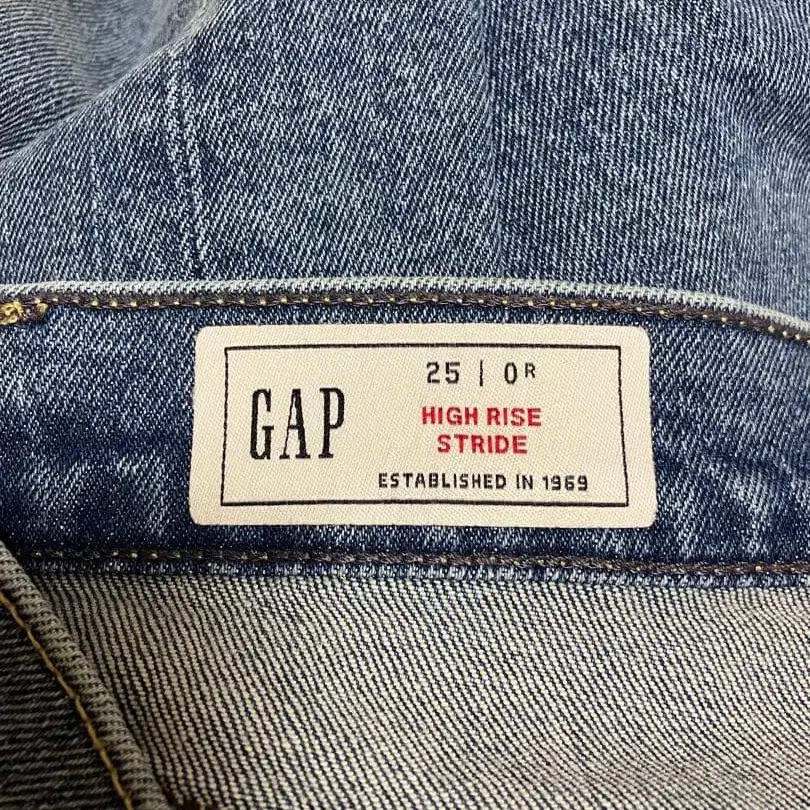 GAP
25 | 0R
HIGH RISE
STRIDE
ESTABLISHED IN 1969